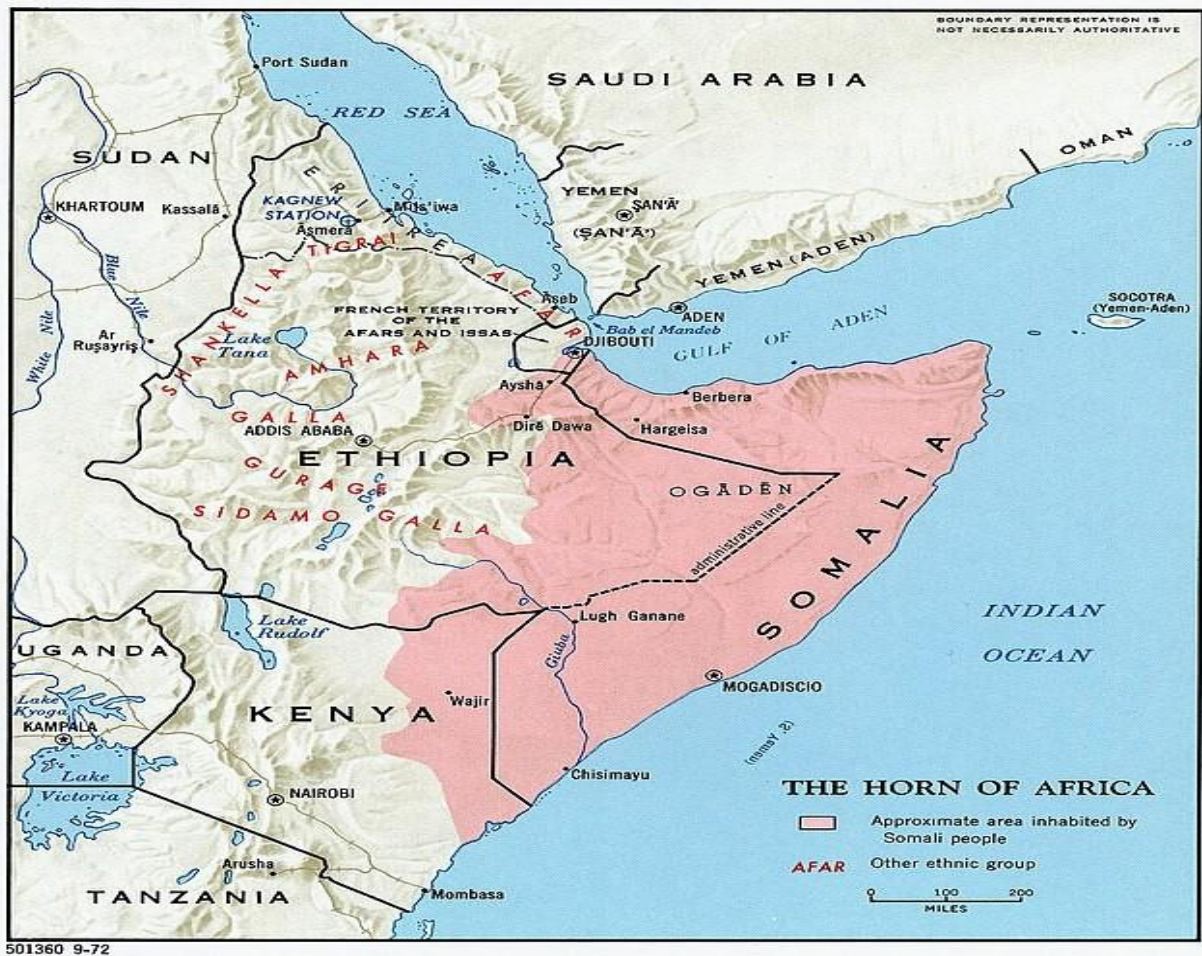 BOUNDARY REPRESENTATION IS
NOT NECESSARILY AUTHORITATIVE
Port Sudan
SAUDI ARABIA
RED SEA
OMAN
SUDAN
ERITREA
YEMEN
KHARTOUM
Kassalā
KAGNEW
STATION
Mits'iwa
Āsmera
ṢAN'Ā'
(ṢAN'Ā')
TIGRAI
YEMEN (ADEN)
Blue Nile
White Nile
SHANKELLA
AFAR
Āseb
ADEN
SOCOTRA
(Yemen-Aden)
FRENCH TERRITORY
OF THE
AFARS AND ISSAS
Bab el Mandeb
Ar
Ruşayriş
Lake
Tana
DJIBOUTI
GULF OF ADEN
AMHARA
Ayshā
Berbera
GALLA
ADDIS ABABA
Dirē Dawa
Hargeisa
ETHIOPIA
GURAGE
OGĀDĒN
SIDAMO GALLA
administrative line
SOMALIA
Lake
Rudolf
Lugh Ganane
INDIAN
OCEAN
UGANDA
Giuba
Lake
Kyoga
KAMPALA
Wajir
MOGADISCIO
KENYA
(S. Yemen)
Lake
Victoria
Chisimayu
NAIROBI
THE HORN OF AFRICA
Approximate area inhabited by
Somali people
AFAR Other ethnic group
Arusha
TANZANIA
Mombasa
0 100 200
MILES
501360 9-72